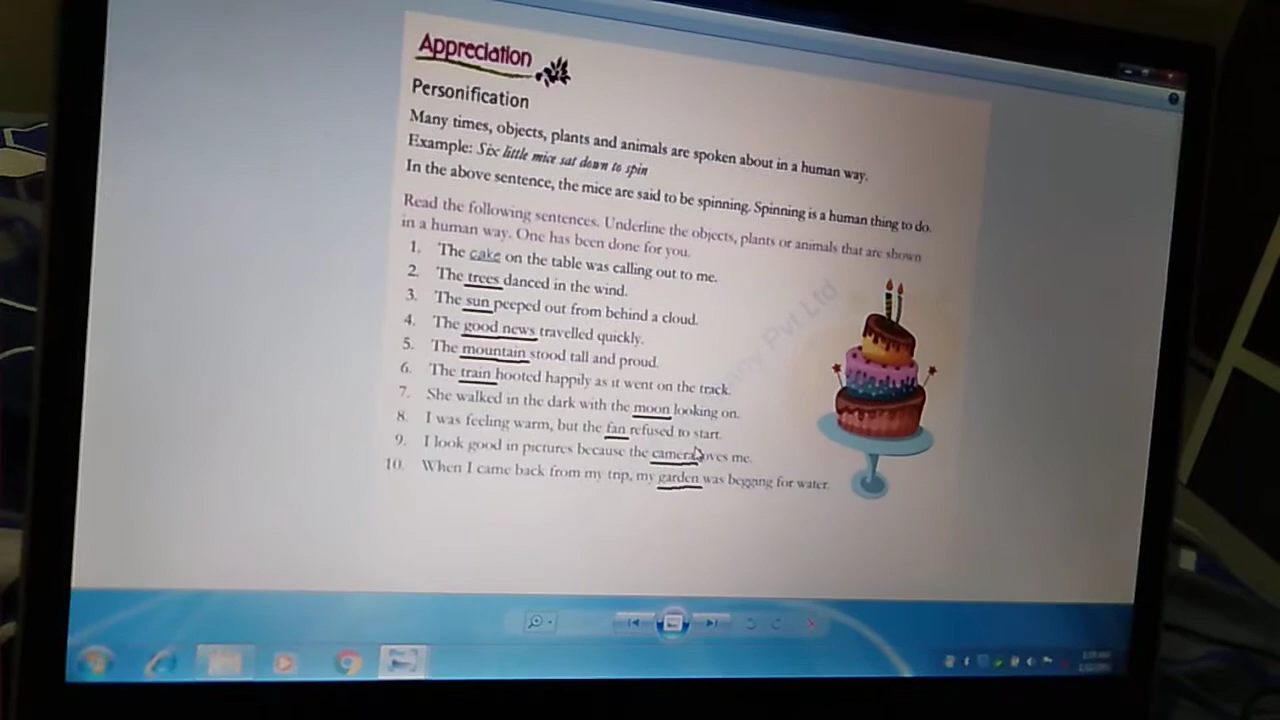 Appreciation
Personification
Many times, objects, plants and animals are spoken about in a human way.
Example: Six little mice sat down to spin
In the above sentence, the mice are said to be spinning. Spinning is a human thing to do.
Read the following sentences. Underline the objects, plants or animals that are shown
in a human way. One has been done for you.
1. The cake on the table was calling out to me.
2. The trees danced in the wind.
3. The sun peeped out from behind a cloud.
4. The good news travelled quickly.
5. The mountain stood tall and proud.
6. The train hooted happily as it went on the track.
7. She walked in the dark with the moon looking on.
8. I was feeling warm, but the fan refused to start.
9. I look good in pictures because the camera loves me.
10. When I came back from my trip, my garden was begging for water.
Pvt Ltd